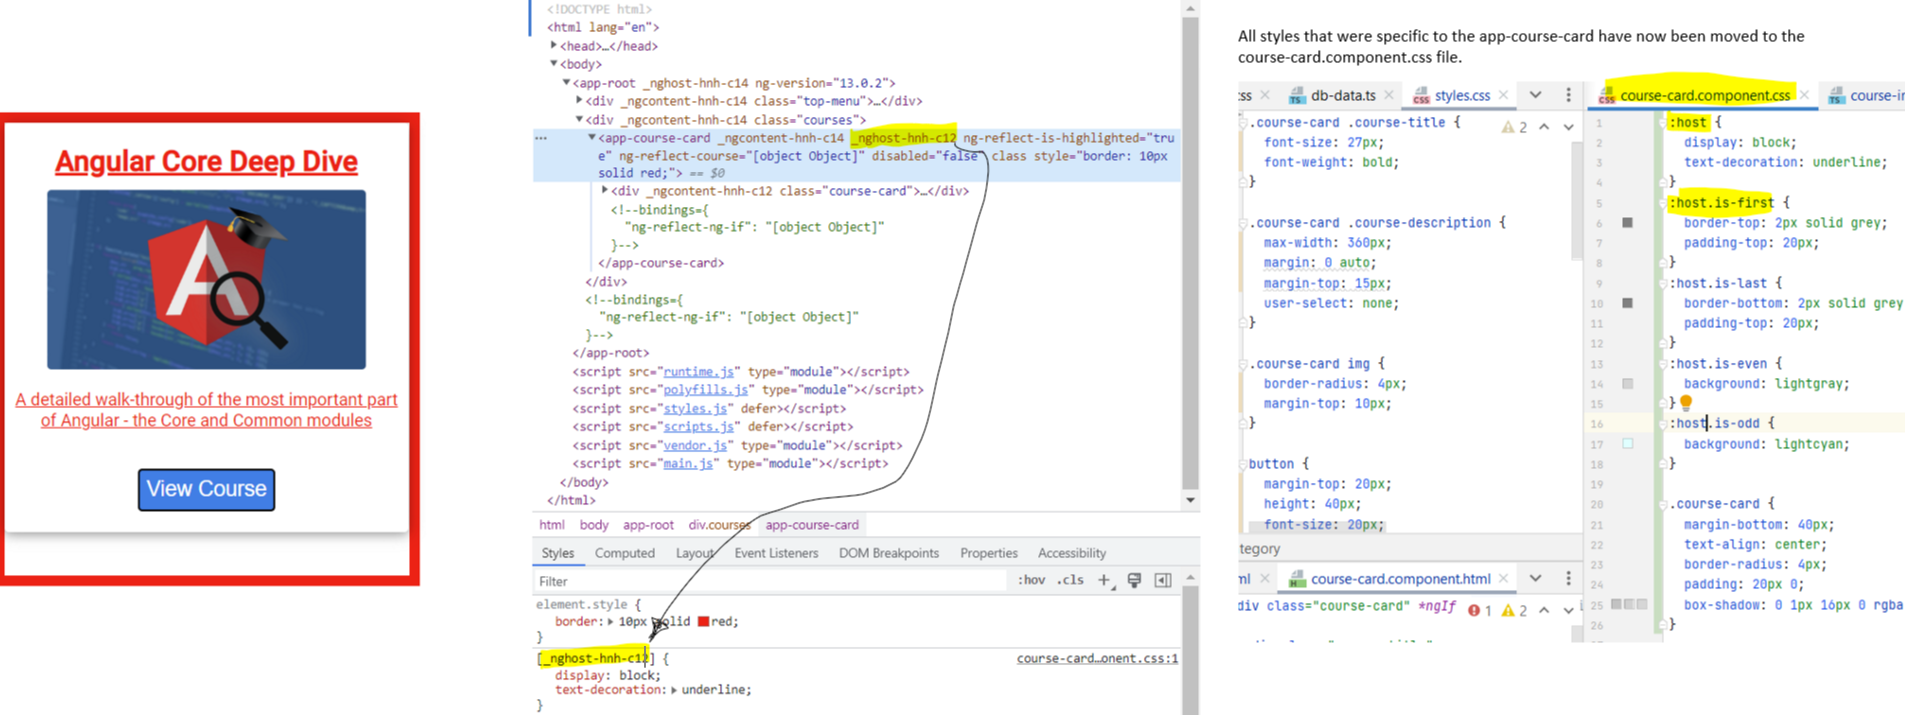 Angular Core Deep Dive
A detailed walk-through of the most important part
of Angular - the Core and Common modules
View Course
<!DOCTYPE html>
<html lang="en">
<head>…</head>
<body>
<app-root _nghost-hnh-c14 ng-version="13.0.2">
<div _ngcontent-hnh-c14 class="top-menu">…</div>
<div _ngcontent-hnh-c14 class="courses">
<app-course-card _ngcontent-hnh-c14 _nghost-hnh-c12 ng-reflect-is-highlighted="tru
e" ng-reflect-course="[object Object]" disabled="false" class style="border: 10px
solid red;"> == $0
<div _ngcontent-hnh-c12 class="course-card">…</div>
<!--bindings={
"ng-reflect-ng-if": "[object Object]"
}-->
</app-course-card>
</div>
<!--bindings={
"ng-reflect-ng-if": "[object Object]"
}-->
</app-root>
<script src="runtime.js" type="module"></script>
<script src="polyfills.js" type="module"></script>
<script src="styles.js" defer></script>
<script src="scripts.js" defer></script>
<script src="vendor.js" type="module"></script>
<script src="main.js" type="module"></script>
</body>
</html>
html body app-root div.courses app-course-card
Styles Computed Layout Event Listeners DOM Breakpoints Properties Accessibility
Filter :hov .cls +
element.style {
border: 10px solid red;
}
[_nghost-hnh-c12] { course-card…onent.css:1
display: block;
text-decoration: underline;
}
All styles that were specific to the app-course-card have now been moved to the
course-card.component.css file.
css db-data.ts styles.css
.course-card .course-title { 2
font-size: 27px;
font-weight: bold;
}
.course-card .course-description {
max-width: 360px;
margin: 0 auto;
margin-top: 15px;
user-select: none;
}
.course-card img {
border-radius: 4px;
margin-top: 10px;
}
button {
margin-top: 20px;
height: 40px;
font-size: 20px;
tegory
ml course-card.component.html
div class="course-card" *ngIf 1 2
course-card.component.css course-i
1 :host {
2 display: block;
3 text-decoration: underline;
4 }
5 :host.is-first {
6 border-top: 2px solid grey;
7 padding-top: 20px;
8 }
9 :host.is-last {
10 border-bottom: 2px solid grey
11 padding-top: 20px;
12 }
13 :host.is-even {
14 background: lightgray;
15 }
16 :host.is-odd {
17 background: lightcyan;
18 }
19
20 .course-card {
21 margin-bottom: 40px;
22 text-align: center;
23 border-radius: 4px;
24 padding: 20px 0;
25 box-shadow: 0 1px 16px 0 rgba
26 }